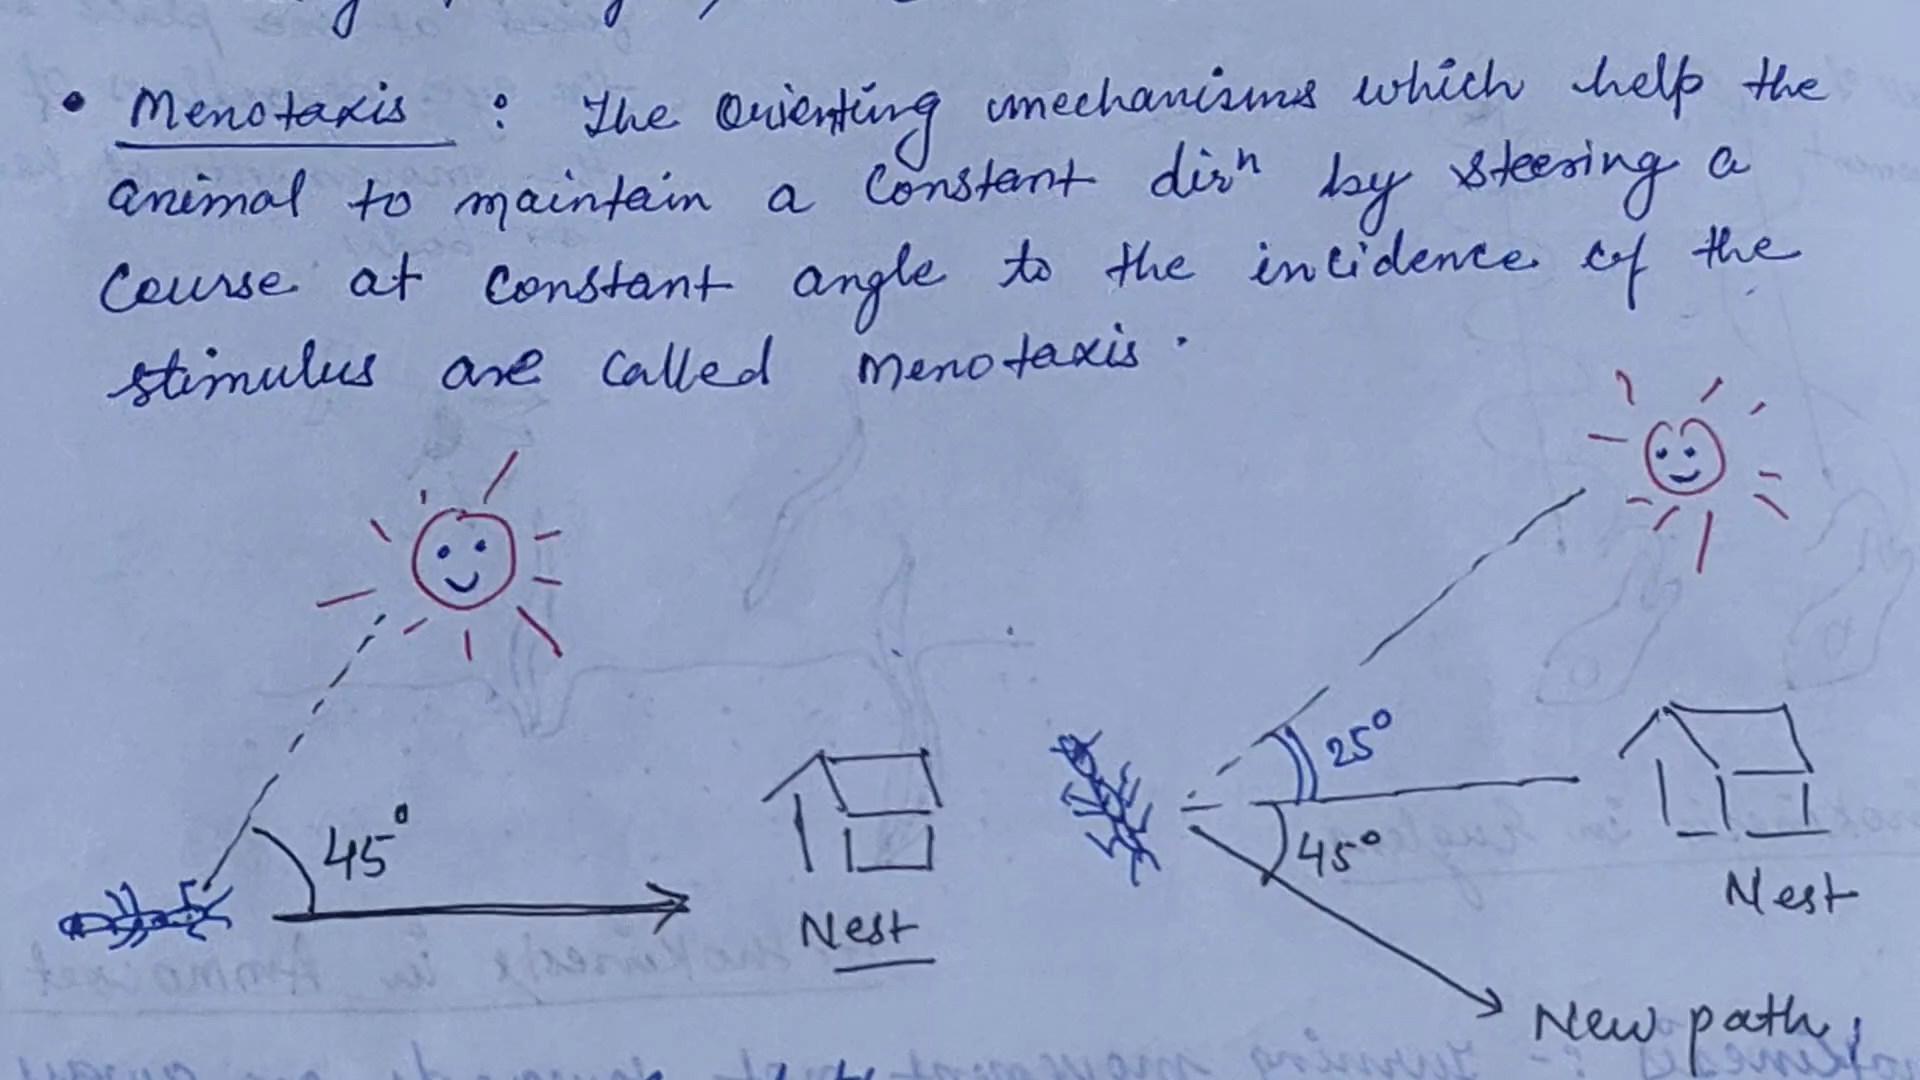 • Menotaxis : The Orienting mechanisms which help the
animal to maintain a constant dirⁿ by steering a
course at constant angle to the incidence of the
stimulus are called menotaxis.
45°
Nest
25°
45°
Nest
New path